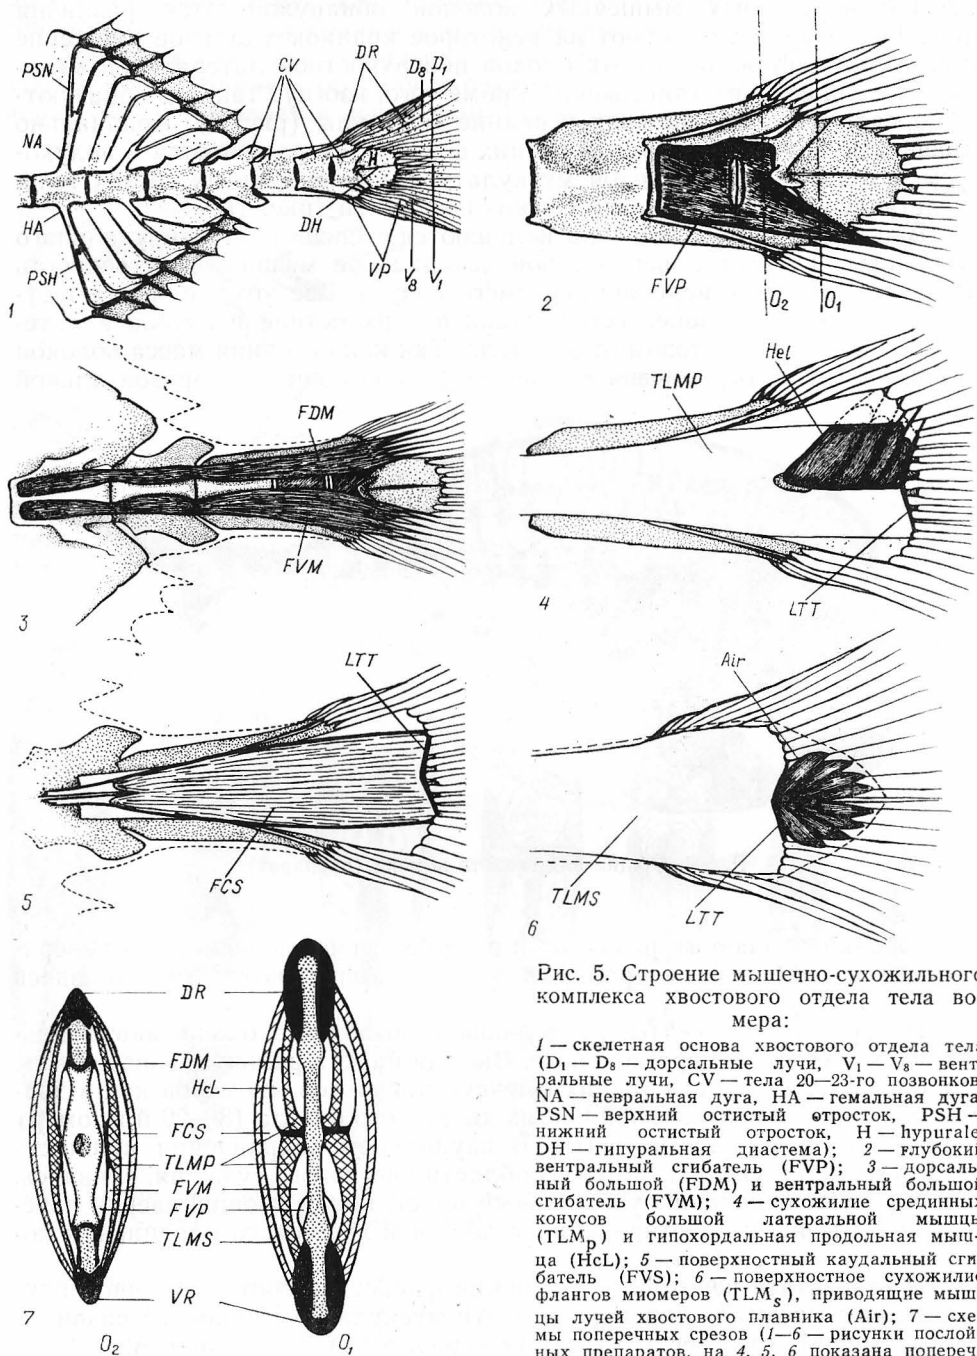 PSN
CV
DR
D₈ D₁
NA
H
HA
DH
PSH
VP
V₈ V₁
1
FVP
O₂ O₁
2
FDM
FVM
3
Hel
TLMP
LTT
4
LTT
FCS
5
Air
TLMS
LTT
6
DR
FDM
HcL
FCS
TLMP
FVM
FVP
TLMS
VR
7
O₂
O₁
Рис. 5. Строение мышечно-сухожильного
комплекса хвостового отдела тела во-
мера:
1 — скелетная основа хвостового отдела тела
(D₁ — D₈ — дорсальные лучи, V₁ — V₈ — вент-
ральные лучи, CV — тела 20—23-го позвонков
NA — невральная дуга, HA — гемальная дуга
PSN — верхний остистый отросток, PSH —
нижний остистый отросток, H — hypurale
DH — гипуральная диастема); 2 — глубокий
вентральный сгибатель (FVP); 3 — дорсаль-
ный большой (FDM) и вентральный большой
сгибатель (FVM); 4 — сухожилие срединных
конусов большой латеральной мышцы
(TLMₚ) и гипохордальная продольная мыш-
ца (HcL); 5 — поверхностный каудальный сги-
батель (FVS); 6 — поверхностное сухожилие
флангов миомеров (TLMₛ), приводящие мыш-
цы лучей хвостового плавника (Air); 7 — схе-
мы поперечных срезов (1—6 — рисунки послой-
ных препаратов, на 4, 5, 6 показана попереч-